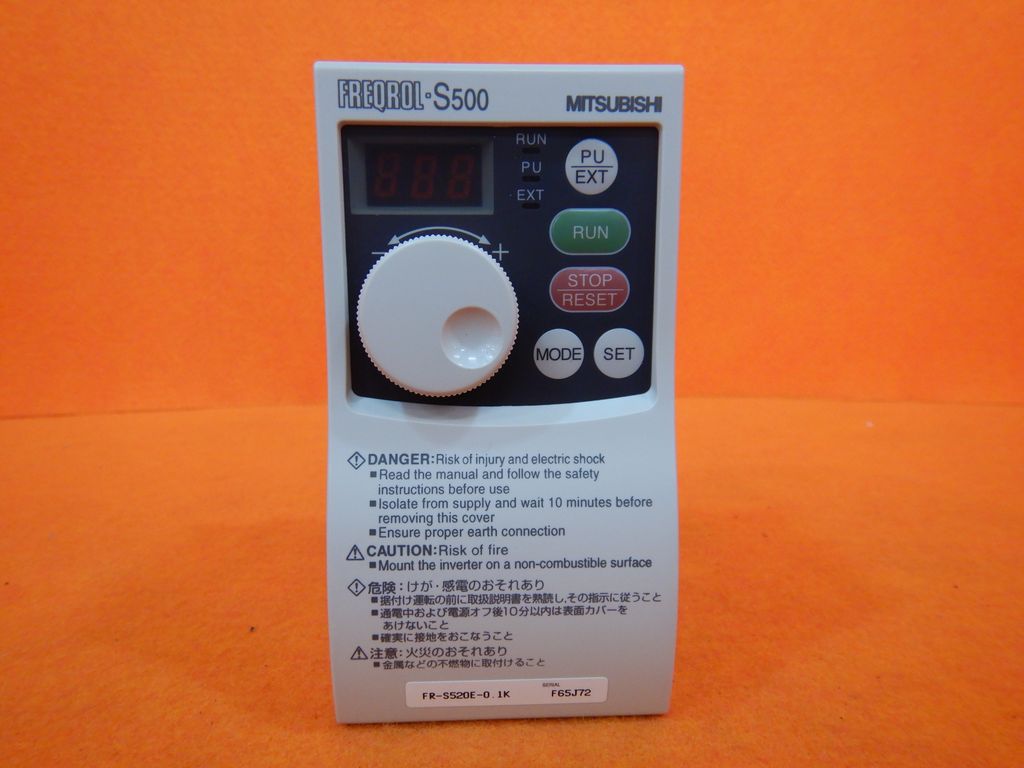 FREQROL-S500
MITSUBISHI
RUN
PU
EXT
PU
EXT
RUN
STOP
RESET
MODE
SET
− +
DANGER:Risk of injury and electric shock
■Read the manual and follow the safety
instructions before use
■Isolate from supply and wait 10 minutes before
removing this cover
■Ensure proper earth connection
CAUTION:Risk of fire
■Mount the inverter on a non-combustible surface
危険：けが・感電のおそれあり
■据付け運転の前に取扱説明書を熟読し,その指示に従うこと
■通電中および電源オフ後10分以内は表面カバーを
あけないこと
■確実に接地をおこなうこと
注意：火災のおそれあり
■金属などの不燃物に取付けること
FR-S520E-0.1K
SERIAL
F65J72